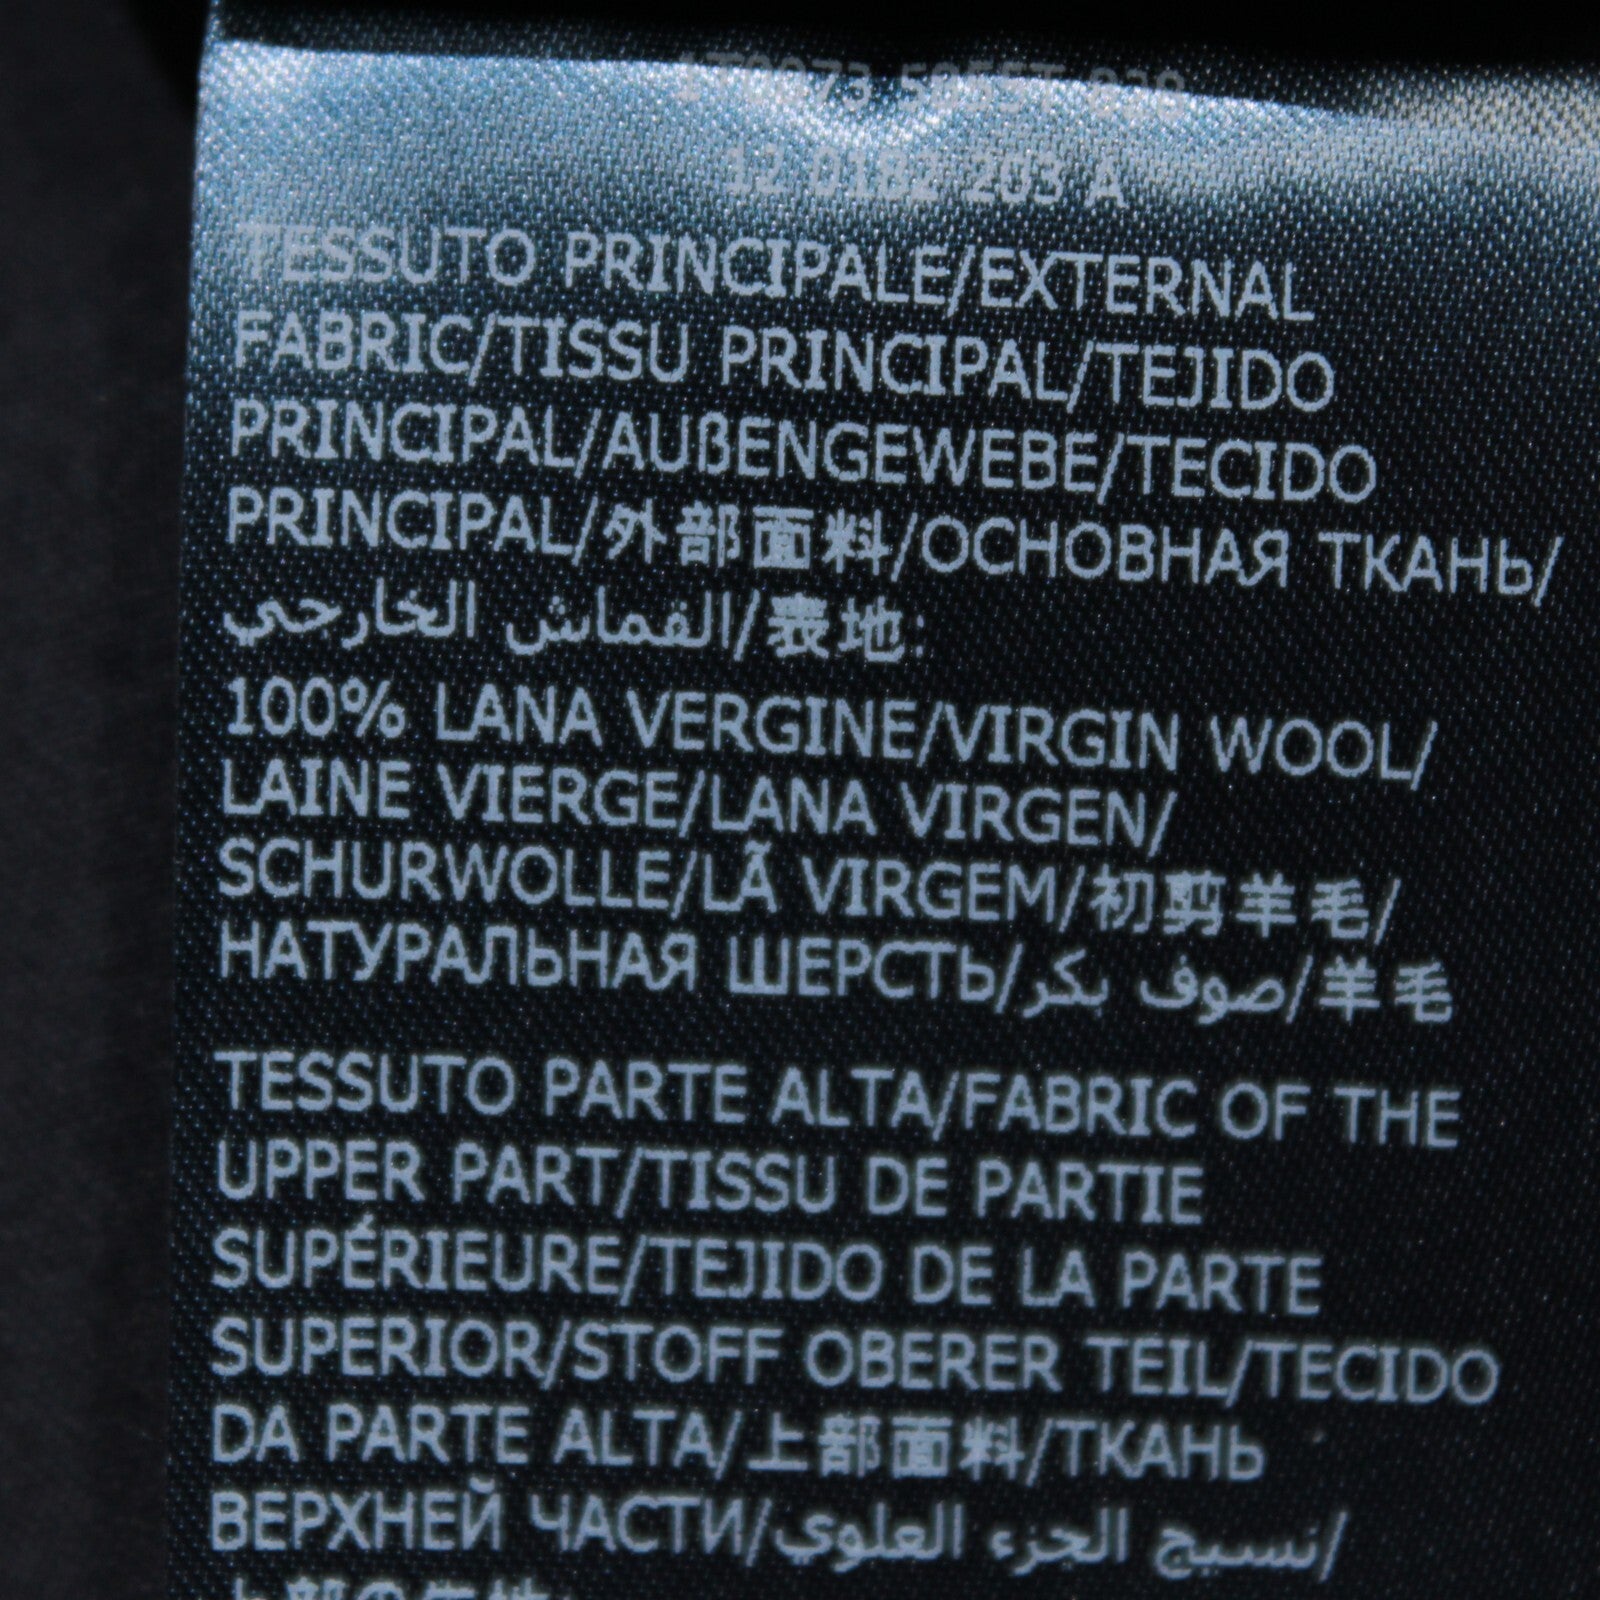 12 0182 203 A
TESSUTO PRINCIPALE/EXTERNAL
FABRIC/TISSU PRINCIPAL/TEJIDO
PRINCIPAL/AUßENGEWEBE/TECIDO
PRINCIPAL/外部面料/ОСНОВНАЯ ТКАНЬ/
القماش الخارجي/表地:
100% LANA VERGINE/VIRGIN WOOL/
LAINE VIERGE/LANA VIRGEN/
SCHURWOLLE/LÃ VIRGEM/初剪羊毛/
НАТУРАЛЬНАЯ ШЕРСТЬ/صوف بكر/羊毛
TESSUTO PARTE ALTA/FABRIC OF THE
UPPER PART/TISSU DE PARTIE
SUPÉRIEURE/TEJIDO DE LA PARTE
SUPERIOR/STOFF OBERER TEIL/TECIDO
DA PARTE ALTA/上部面料/ТКАНЬ
ВЕРХНЕЙ ЧАСТИ/نسيج الجزء العلوي/